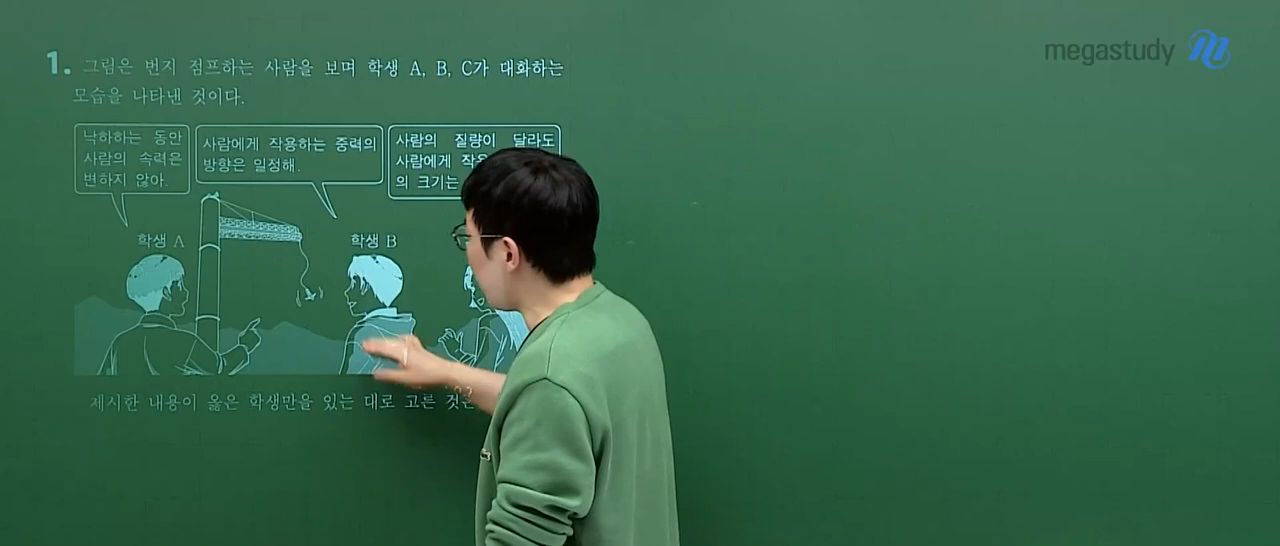 1. 그림은 번지 점프하는 사람을 보며 학생 A, B, C가 대화하는
모습을 나타낸 것이다.
낙하하는 동안
사람의 속력은
변하지 않아.
사람에게 작용하는 중력의
방향은 일정해.
사람의 질량이 달라도
사람에게
의 크기는
학생 A
학생 B
제시한 내용이 옳은 학생만을 있는 대로 고른
megastudy